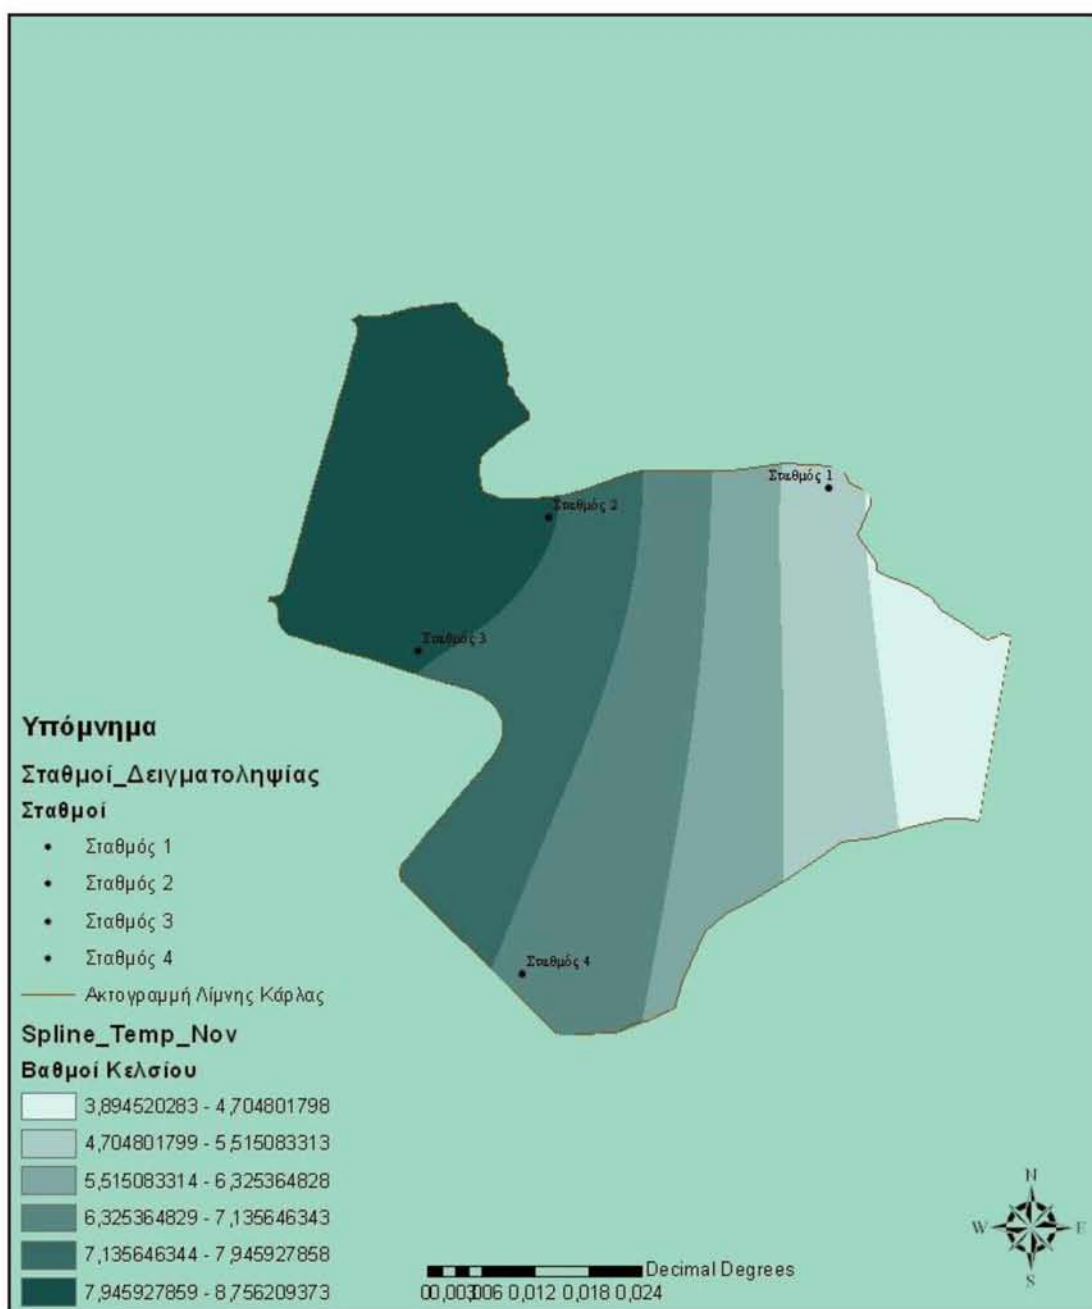 Σταθμός 1
Σταθμός 2
Σταθμός 3
Σταθμός 4
Υπόμνημα
Σταθμοί_Δειγματοληψίας
Σταθμοί
Σταθμός 1
Σταθμός 2
Σταθμός 3
Σταθμός 4
Ακτογραμμή Λίμνης Κάρλας
Spline_Temp_Nov
Βαθμοί Κελσίου
3,894520283 - 4,704801798
4,704801799 - 5,515083313
5,515083314 - 6,325364828
6,325364829 - 7,135646343
7,135646344 - 7,945927858
7,945927859 - 8,756209373
N
W E
S
Decimal Degrees
0,012 0,018 0,024